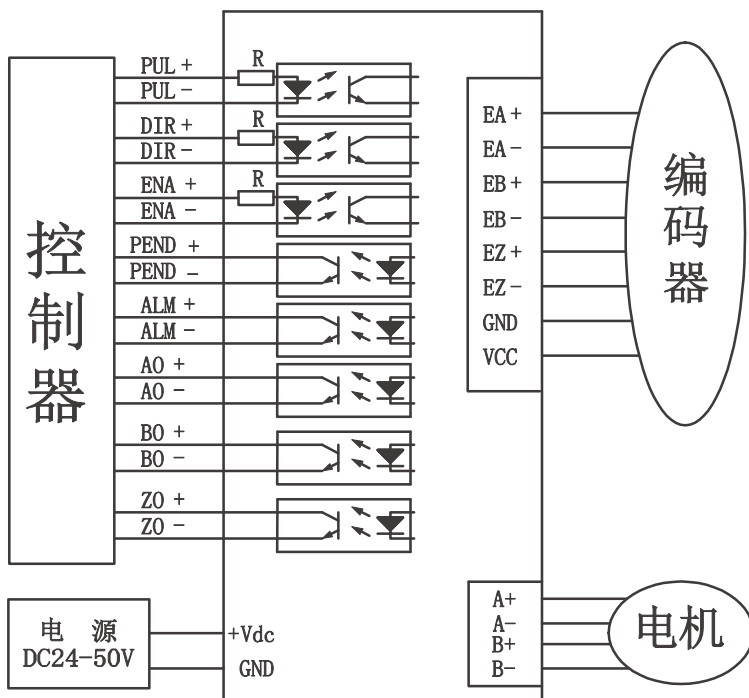 控制器
PUL +
PUL -
DIR +
DIR -
ENA +
ENA -
PEND +
PEND -
ALM +
ALM -
AO +
AO -
BO +
BO -
ZO +
ZO -
R
R
R
EA +
EA -
EB +
EB -
EZ +
EZ -
GND
VCC
编码器
电 源
DC24-50V
+Vdc
GND
A+
A-
B+
B-
电机